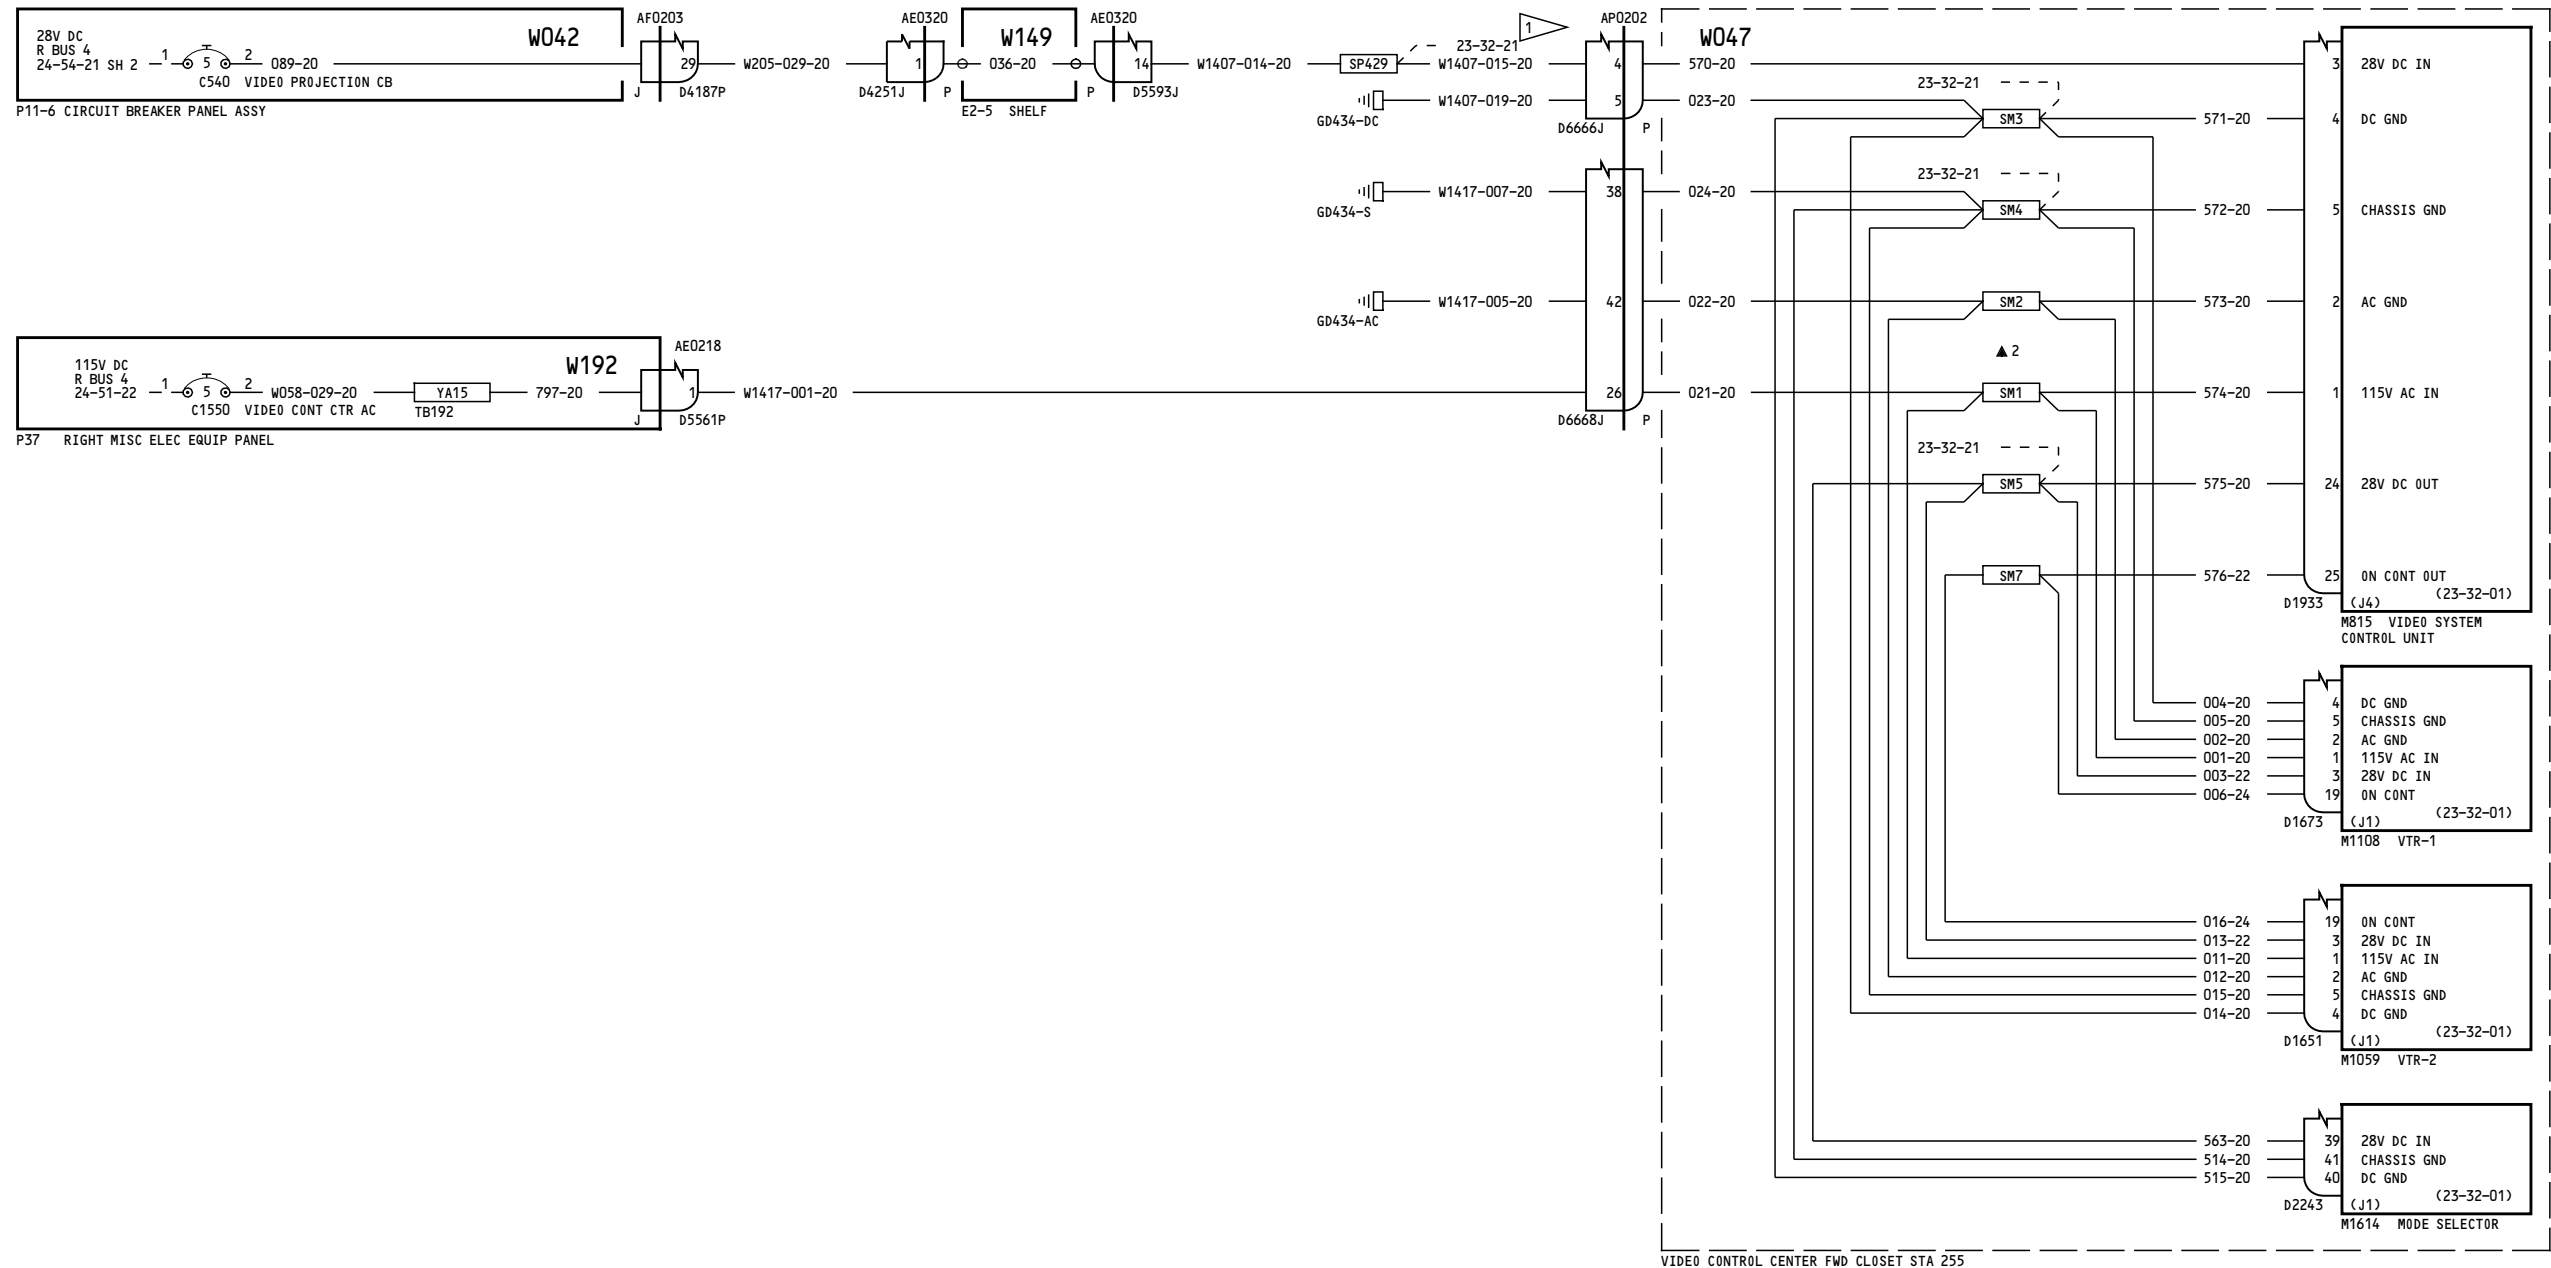 28V DC
R BUS 4
24-54-21 SH 2
1
5
2
089-20
C540 VIDEO PROJECTION CB
W042
P11-6 CIRCUIT BREAKER PANEL ASSY
AF0203
29
J
D4187P
W205-029-20
AE0320
1
D4251J
P
W149
036-20
E2-5 SHELF
AE0320
14
P
D5593J
W1407-014-20
SP429
23-32-21
1
W1407-015-20
GD434-DC
W1407-019-20
AP0202
4
5
D6666J
P
GD434-S
W1417-007-20
38
GD434-AC
W1417-005-20
42
26
D6668J
P
115V DC
R BUS 4
24-51-22
1
5
2
W058-029-20
C1550 VIDEO CONT CTR AC
YA15
TB192
797-20
W192
P37 RIGHT MISC ELEC EQUIP PANEL
AE0218
1
J
D5561P
W1417-001-20
W047
570-20
023-20
024-20
022-20
021-20
23-32-21
SM3
23-32-21
SM4
SM2
2
SM1
23-32-21
SM5
SM7
571-20
572-20
573-20
574-20
575-20
576-22
3 28V DC IN
4 DC GND
5 CHASSIS GND
2 AC GND
1 115V AC IN
24 28V DC OUT
25 ON CONT OUT
(23-32-01)
D1933 (J4)
M815 VIDEO SYSTEM
CONTROL UNIT
004-20 4 DC GND
005-20 5 CHASSIS GND
002-20 2 AC GND
001-20 1 115V AC IN
003-22 3 28V DC IN
006-24 19 ON CONT
(23-32-01)
D1673 (J1)
M1108 VTR-1
016-24 19 ON CONT
013-22 3 28V DC IN
011-20 1 115V AC IN
012-20 2 AC GND
015-20 5 CHASSIS GND
014-20 4 DC GND
(23-32-01)
D1651 (J1)
M1059 VTR-2
563-20 39 28V DC IN
514-20 41 CHASSIS GND
515-20 40 DC GND
(23-32-01)
D2243 (J1)
M1614 MODE SELECTOR
VIDEO CONTROL CENTER FWD CLOSET STA 255